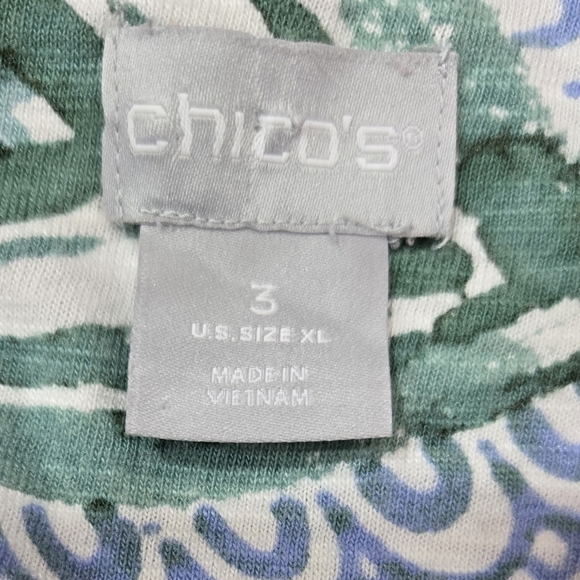 chico's®
3
U.S. SIZE XL
MADE IN
VIETNAM